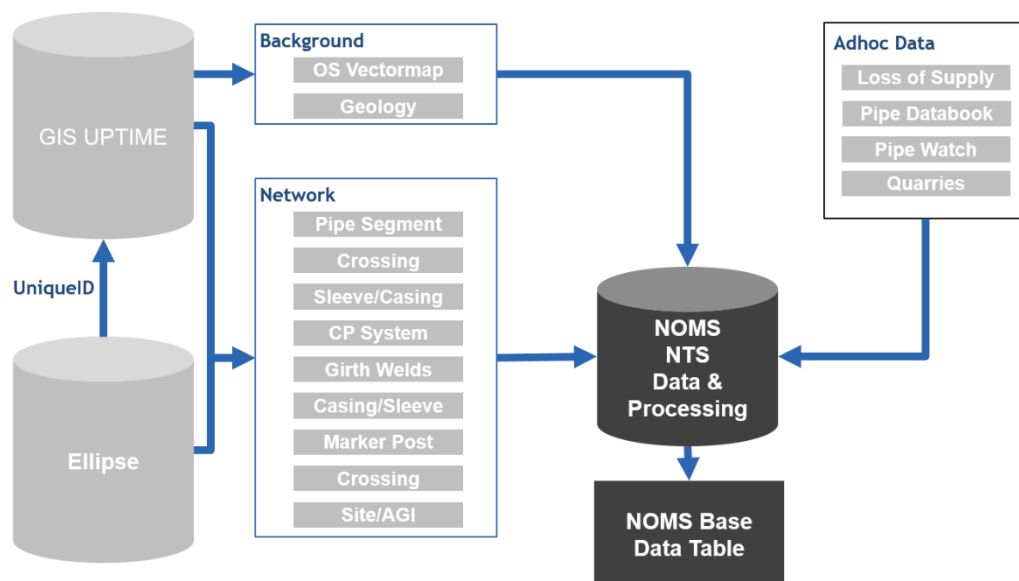 GIS UPTIME
UniqueID
Ellipse
Background
OS Vectormap
Geology
Network
Pipe Segment
Crossing
Sleeve/Casing
CP System
Girth Welds
Casing/Sleeve
Marker Post
Crossing
Site/AGI
Adhoc Data
Loss of Supply
Pipe Databook
Pipe Watch
Quarries
NOMS
NTS
Data &
Processing
NOMS Base
Data Table